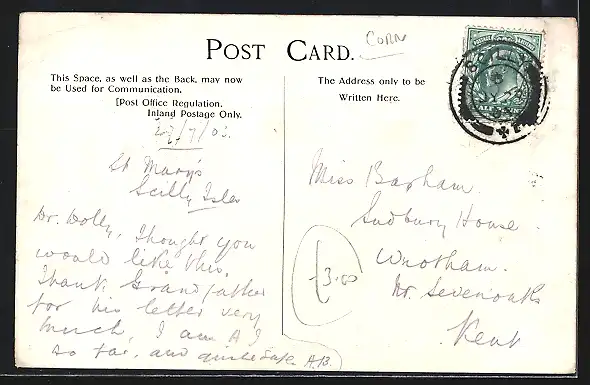 POST CARD.
CORN
This Space, as well as the Back, may now
be Used for Communication.
[Post Office Regulation.
Inland Postage Only.
The Address only to be
Written Here.
SCILLY
27/7/03.
St Mary's
Scilly Isles
Dr. Dolly, Thought you
would like this.
Thank Grandfather
for his letter very
much, I am A I
so far, and quite safe. A.B.
Miss Barham.
Sudbury House
Wrotham.
Nr. Sevenoaks
Kent
£3.00